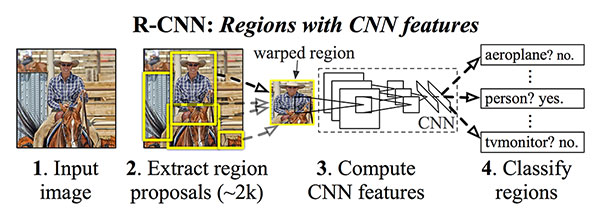 R-CNN: Regions with CNN features
warped region
aeroplane? no.
person? yes.
tvmonitor? no.
CNN
1. Input image
2. Extract region proposals (~2k)
3. Compute CNN features
4. Classify regions